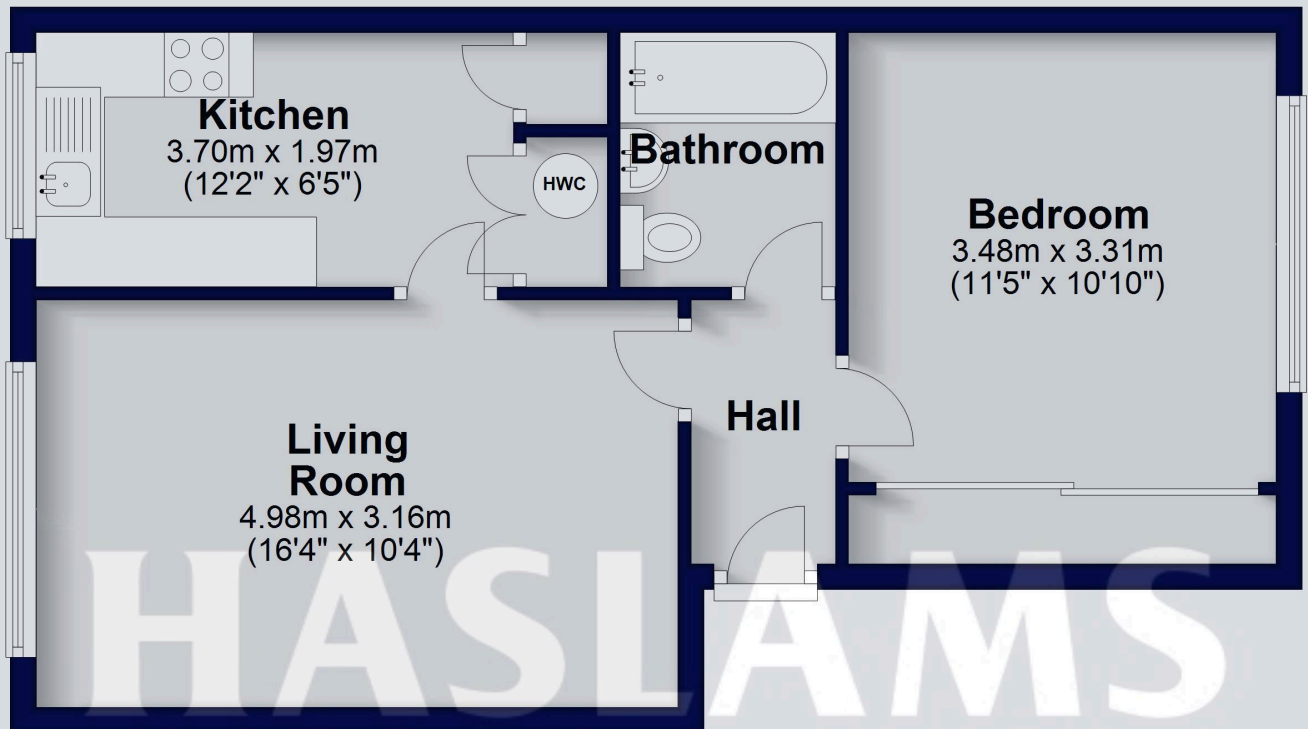 Kitchen
3.70m x 1.97m
(12'2" x 6'5")
HWC
Bathroom
Bedroom
3.48m x 3.31m
(11'5" x 10'10")
Hall
Living
Room
4.98m x 3.16m
(16'4" x 10'4")
HASLAMS